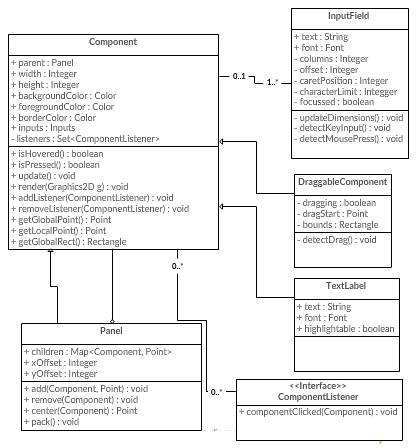 Component
+ parent : Panel
+ width : Integer
+ height : Integer
+ backgroundColor : Color
+ foregroundColor : Color
+ borderColor : Color
+ inputs : Inputs
- listeners : Set<ComponentListener>
+ isHovered() : boolean
+ isPressed() : boolean
+ update() : void
+ render(Graphics2D g) : void
+ addListener(ComponentListener) : void
+ removeListener(ComponentListener) : void
+ getGlobalPoint() : Point
+ getLocalPoint() : Point
+ getGlobalRect() : Rectangle
0..1
1..*
InputField
+ text : String
+ font : Font
- columns : Integer
- offset : Integer
- caretPosition : Integer
- characterLimit : Integger
- focussed : boolean
- updateDimensions() : void
- detectKeyInput() : void
- detectMousePress() : void
DraggableComponent
- dragging : boolean
- dragStart : Point
- bounds : Rectangle
- detectDrag() : void
0..*
TextLabel
+ text : String
+ font : Font
+ highlightable : boolean
Panel
+ children : Map<Component, Point>
+ xOffset : Integer
+ yOffset : Integer
+ add(Component, Point) : void
+ remove(Component) : void
+ center(Component) : Point
+ pack() : void
0..*
<<Interface>>
ComponentListener
+ componentClicked(Component) : void